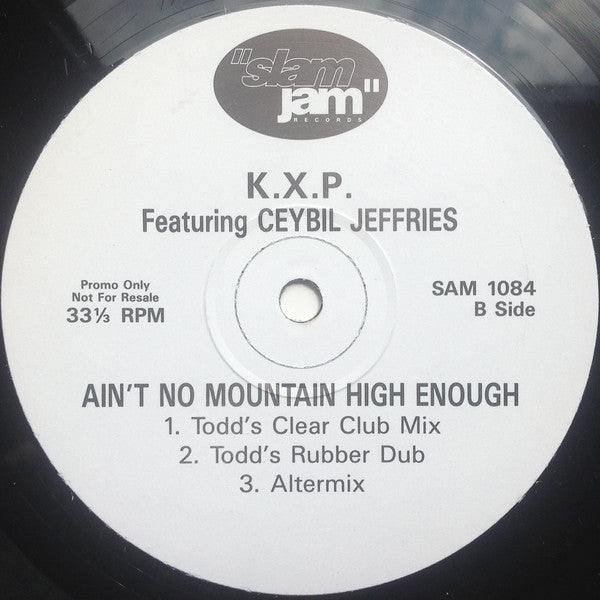 "slam
jam"
RECORDS
K.X.P.
Featuring CEYBIL JEFFRIES
Promo Only
Not For Resale
33⅓ RPM
SAM 1084
B Side
AIN'T NO MOUNTAIN HIGH ENOUGH
1. Todd's Clear Club Mix
2. Todd's Rubber Dub
3. Altermix